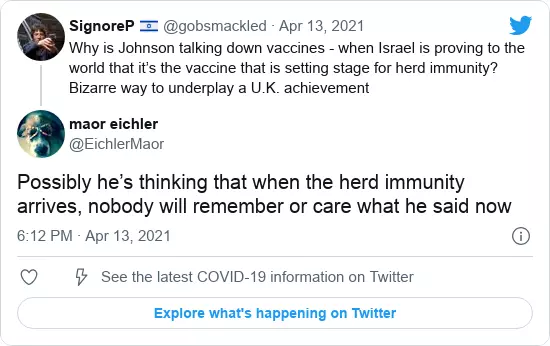 SignoreP 🇮🇱 @gobsmackled · Apr 13, 2021
Why is Johnson talking down vaccines - when Israel is proving to the
world that it's the vaccine that is setting stage for herd immunity?
Bizarre way to underplay a U.K. achievement
maor eichler
@EichlerMaor
Possibly he's thinking that when the herd immunity
arrives, nobody will remember or care what he said now
6:12 PM · Apr 13, 2021
See the latest COVID-19 information on Twitter
Explore what's happening on Twitter